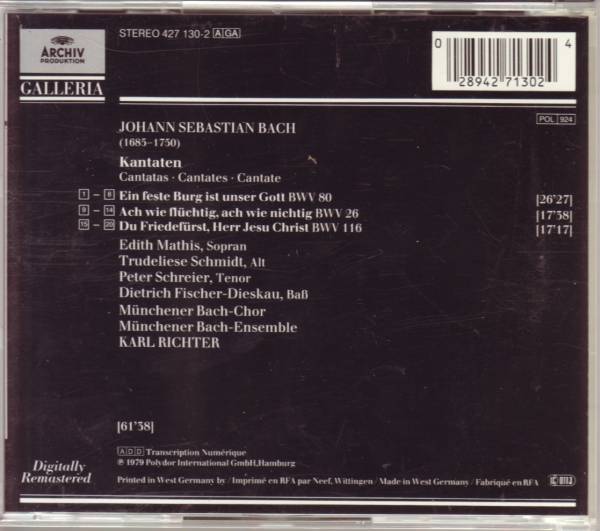 STEREO 427 130-2 A GA
ARCHIV
PRODUKTION
GALLERIA
0 28942 71302 4
POL 924
JOHANN SEBASTIAN BACH
(1685–1750)
Kantaten
Cantatas · Cantates · Cantate
1 – 8 Ein feste Burg ist unser Gott BWV 80 [26'27]
9 – 14 Ach wie flüchtig, ach wie nichtig BWV 26 [17'38]
15 – 20 Du Friedefürst, Herr Jesu Christ BWV 116 [17'17]
Edith Mathis, Sopran
Trudeliese Schmidt, Alt
Peter Schreier, Tenor
Dietrich Fischer-Dieskau, Baß
Münchener Bach-Chor
Münchener Bach-Ensemble
KARL RICHTER
[61'38]
Digitally
Remastered
ADD Transcription Numérique
℗ 1979 Polydor International GmbH, Hamburg
Printed in West Germany by / Imprimé en RFA par Neef, Wittingen / Made in West Germany / Fabriqué en RFA